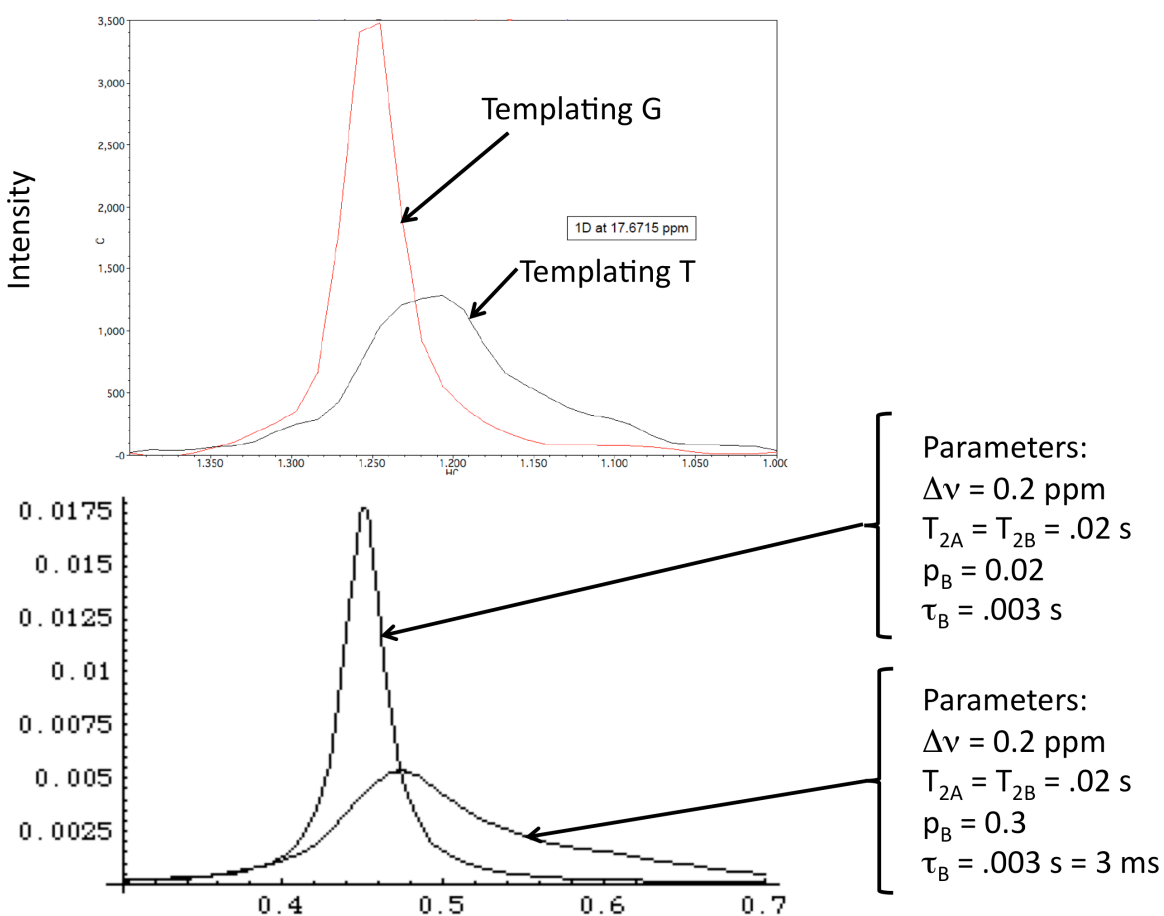 3,500
3,000
Templating G
2,500
Intensity
2,000
C
1D at 17.6715 ppm
1,500
Templating T
1,000
500
-0
1.350 1.300 1.250 1.200 1.150 1.100 1.050 1.000
HC
Parameters:
Δν = 0.2 ppm
T2A = T2B = .02 s
pB = 0.02
τB = .003 s
0.0175
0.015
0.0125
0.01
0.0075
0.005
0.0025
0.4 0.5 0.6 0.7
Parameters:
Δν = 0.2 ppm
T2A = T2B = .02 s
pB = 0.3
τB = .003 s = 3 ms